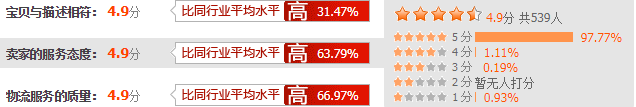 宝贝与描述相符： 4.9分 比同行业平均水平 高 31.47%
卖家的服务态度： 4.9分 比同行业平均水平 高 63.79%
物流服务的质量： 4.9分 比同行业平均水平 高 66.97%
4.9分 共539人
5分 97.77%
4分 1.11%
3分 0.19%
2分 暂无人打分
1分 0.93%